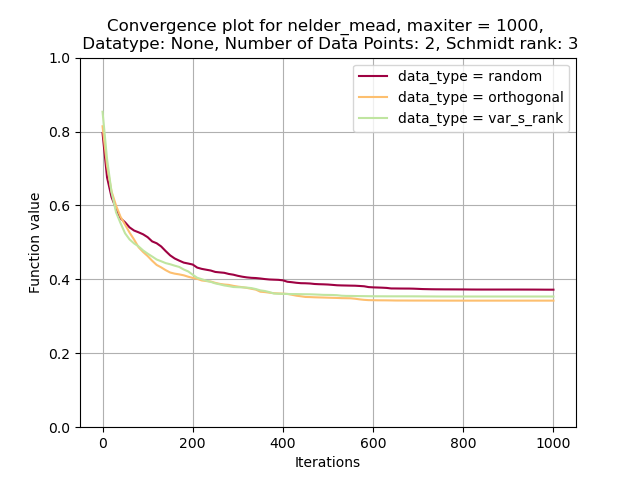 Convergence plot for nelder_mead, maxiter = 1000,
Datatype: None, Number of Data Points: 2, Schmidt rank: 3
data_type = random
data_type = orthogonal
data_type = var_s_rank
Function value
1.0
0.8
0.6
0.4
0.2
0.0
0 200 400 600 800 1000
Iterations